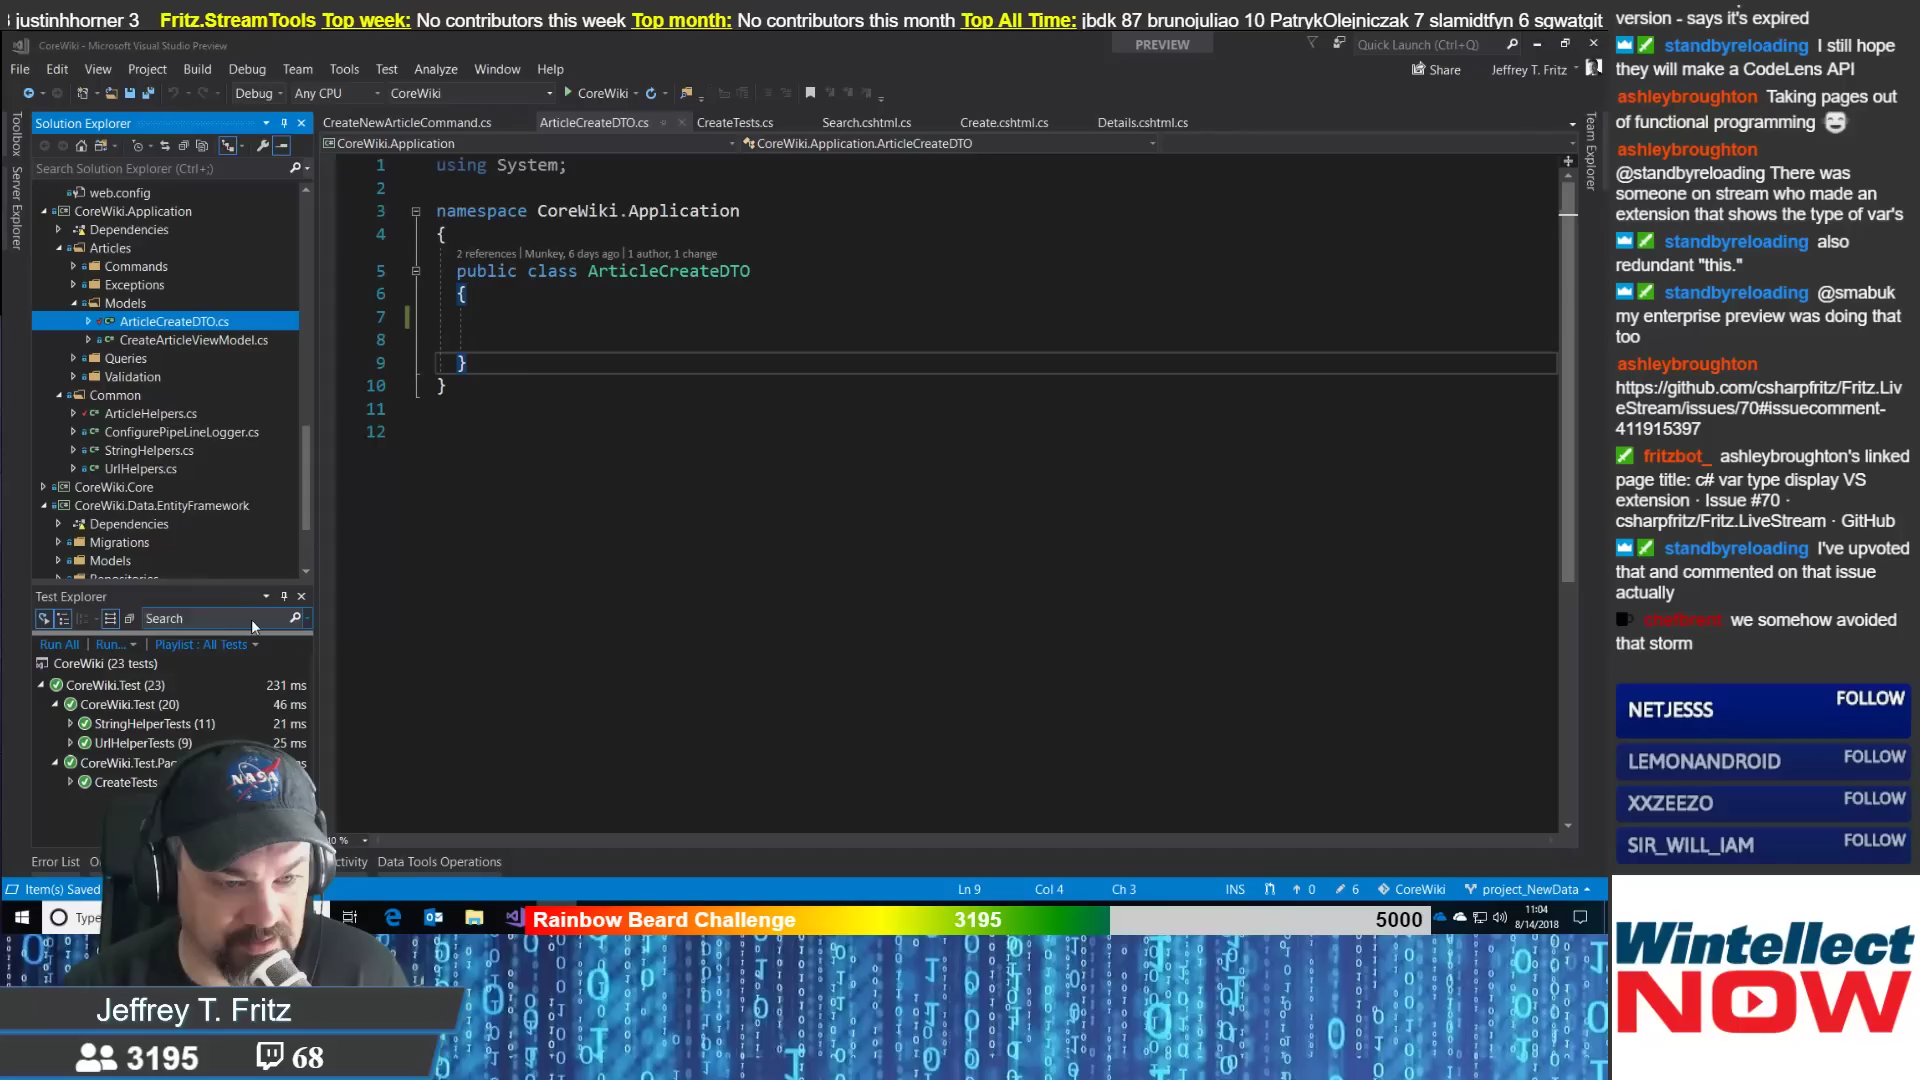 3 justinhhorner 3 Fritz.StreamTools Top week: No contributors this week Top month: No contributors this month Top All Time: jbdk 87 brunojuliao 10 PatrykOlejniczak 7 slamidtfyn 6 sgwatgit
CoreWiki - Microsoft Visual Studio Preview
PREVIEW
Quick Launch (Ctrl+Q)
File Edit View Project Build Debug Team Tools Test Analyze Window Help
Share
Jeffrey T. Fritz
Debug
Any CPU
CoreWiki
CoreWiki
Toolbox
Server Explorer
Team Explorer
Solution Explorer
Search Solution Explorer (Ctrl+;)
web.config
CoreWiki.Application
Dependencies
Articles
Commands
Exceptions
Models
ArticleCreateDTO.cs
CreateArticleViewModel.cs
Queries
Validation
Common
ArticleHelpers.cs
ConfigurePipeLineLogger.cs
StringHelpers.cs
UrlHelpers.cs
CoreWiki.Core
CoreWiki.Data.EntityFramework
Dependencies
Migrations
Models
Repositories
CreateNewArticleCommand.cs
ArticleCreateDTO.cs
CreateTests.cs
Search.cshtml.cs
Create.cshtml.cs
Details.cshtml.cs
CoreWiki.Application
CoreWiki.Application.ArticleCreateDTO
1 using System;
2
3 namespace CoreWiki.Application
4 {
2 references | Munkey, 6 days ago | 1 author, 1 change
5 public class ArticleCreateDTO
6 {
7
8
9 }
10 }
11
12
Test Explorer
Search
Run All | Run... Playlist : All Tests
CoreWiki (23 tests)
CoreWiki.Test (23) 231 ms
CoreWiki.Test (20) 46 ms
StringHelperTests (11) 21 ms
UrlHelperTests (9) 25 ms
CoreWiki.Test.Pac
CreateTests
Error List
Data Tools Operations
Item(s) Saved
Ln 9 Col 4 Ch 3 INS
0
6
CoreWiki
project_NewData
Type
Rainbow Beard Challenge 3195 5000
11:04
8/14/2018
version - says it's expired
standbyreloading I still hope
they will make a CodeLens API
ashleybroughton Taking pages out
of functional programming
ashleybroughton
@standbyreloading There was
someone on stream who made an
extension that shows the type of var's
standbyreloading also
redundant "this."
standbyreloading @smabuk
my enterprise preview was doing that
too
ashleybroughton
https://github.com/csharpfritz/Fritz.Liv
eStream/issues/70#issuecomment-
411915397
fritzbot_ ashleybroughton's linked
page title: c# var type display VS
extension · Issue #70 ·
csharpfritz/Fritz.LiveStream · GitHub
standbyreloading I've upvoted
that and commented on that issue
actually
chefbrent we somehow avoided
that storm
NETJESSS FOLLOW
LEMONANDROID FOLLOW
XXZEEZO FOLLOW
SIR_WILL_IAM FOLLOW
Wintellect
NOW
NASA
Jeffrey T. Fritz
3195 68